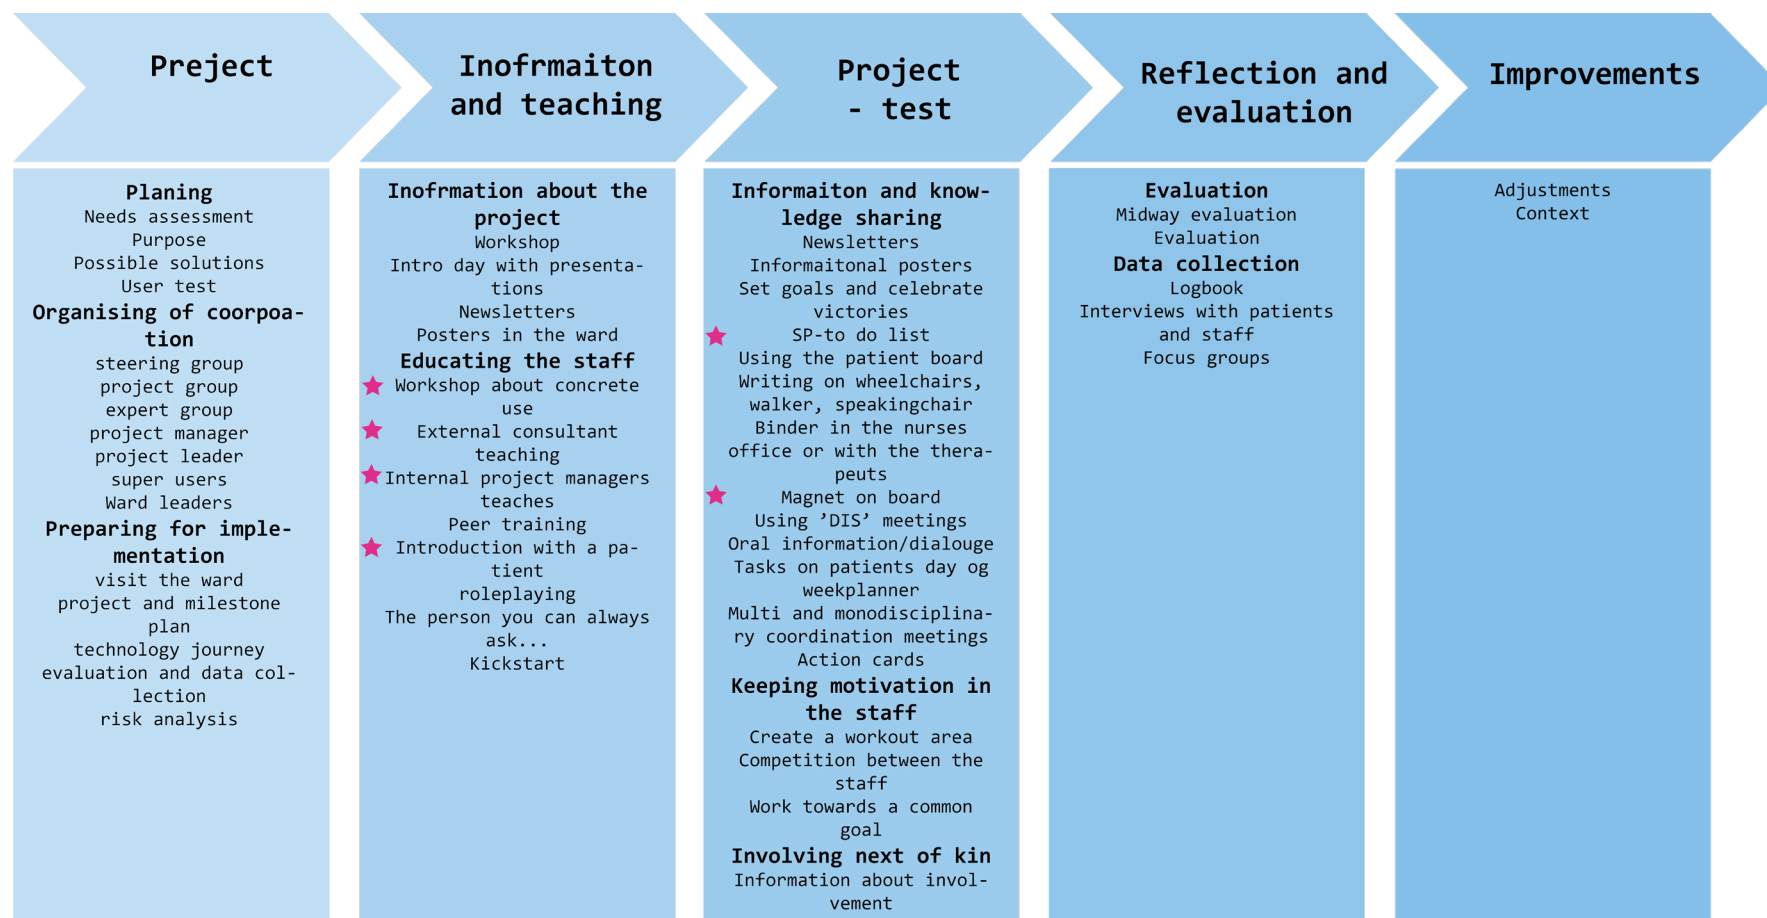 Preject
Planing
Needs assessment
Purpose
Possible solutions
User test
Organising of coorpoa-
tion
steering group
project group
expert group
project manager
project leader
super users
Ward leaders
Preparing for imple-
mentation
visit the ward
project and milestone
plan
technology journey
evaluation and data col-
lection
risk analysis
Inofrmaiton
and teaching
Inofrmation about the
project
Workshop
Intro day with presenta-
tions
Newsletters
Posters in the ward
Educating the staff
Workshop about concrete
use
External consultant
teaching
Internal project managers
teaches
Peer training
Introduction with a pa-
tient
roleplaying
The person you can always
ask...
Kickstart
Project
- test
Informaiton and know-
ledge sharing
Newsletters
Informaitonal posters
Set goals and celebrate
victories
SP-to do list
Using the patient board
Writing on wheelchairs,
walker, speakingchair
Binder in the nurses
office or with the thera-
peuts
Magnet on board
Using ’DIS’ meetings
Oral information/dialouge
Tasks on patients day og
weekplanner
Multi and monodisciplina-
ry coordination meetings
Action cards
Keeping motivation in
the staff
Create a workout area
Competition between the
staff
Work towards a common
goal
Involving next of kin
Information about invol-
vement
Reflection and
evaluation
Evaluation
Midway evaluation
Evaluation
Data collection
Logbook
Interviews with patients
and staff
Focus groups
Improvements
Adjustments
Context